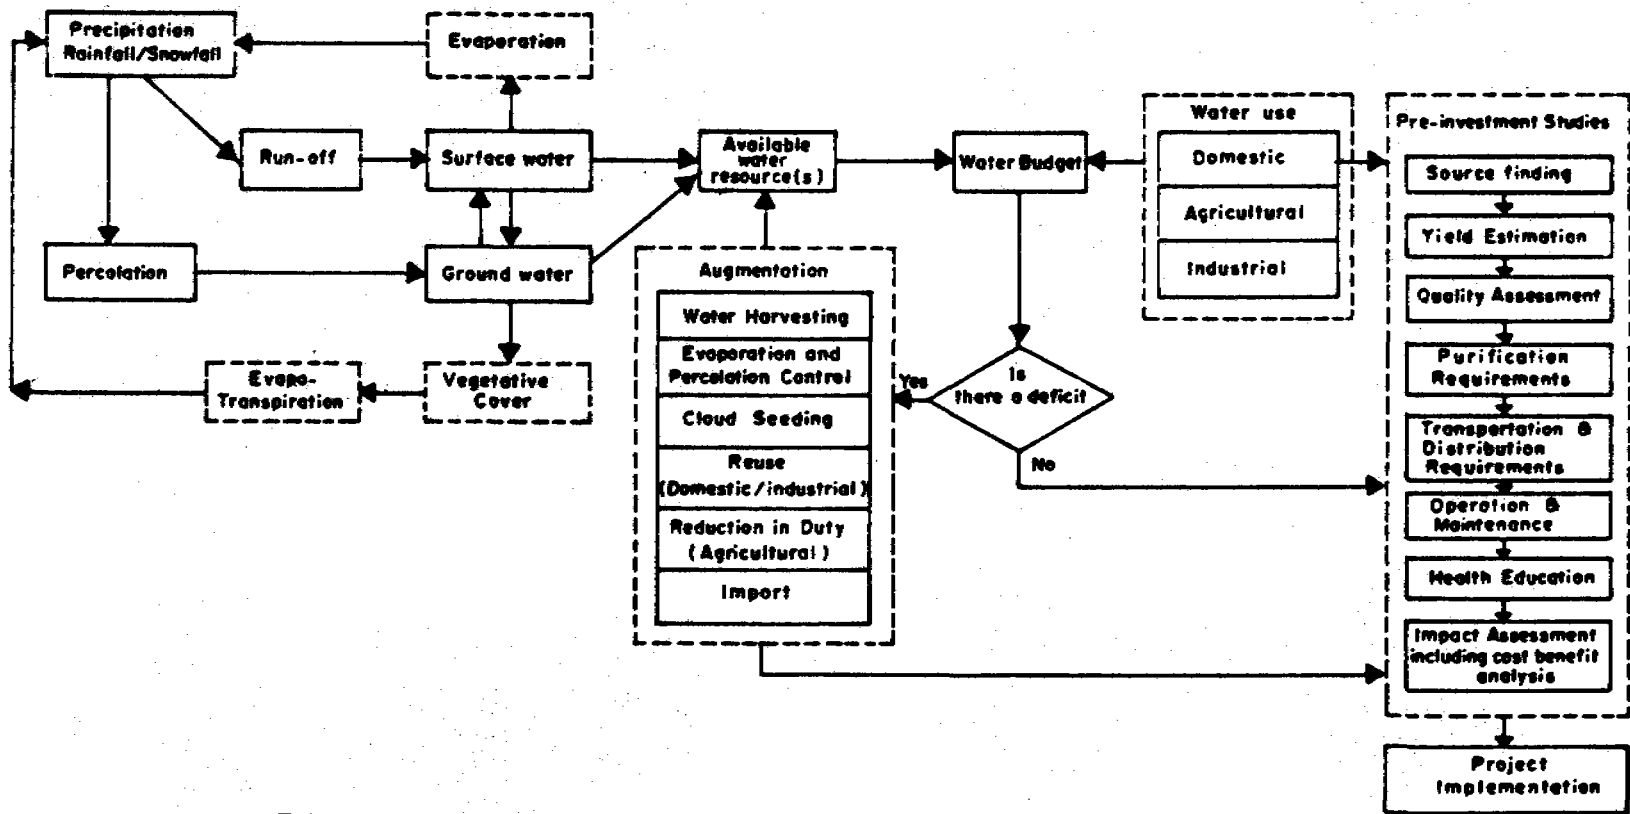 Precipitation
Rainfall/Snowfall
Evaporation
Run-off
Surface water
Available
water
resource(s)
Water Budget
Water use
Domestic
Agricultural
Industrial
Percolation
Ground water
Evapo-
Transpiration
Vegetative
Cover
Augmentation
Water Harvesting
Evaporation and
Percolation Control
Cloud Seeding
Reuse
(Domestic/industrial)
Reduction in Duty
(Agricultural)
Import
Is
there a deficit
Yes
No
Pre-investment Studies
Source finding
Yield Estimation
Quality Assessment
Purification
Requirements
Transpertation &
Distribution
Requirements
Operation &
Maintenance
Health Education
Impact Assessment
including cost benefit
analysis
Project
Implementation